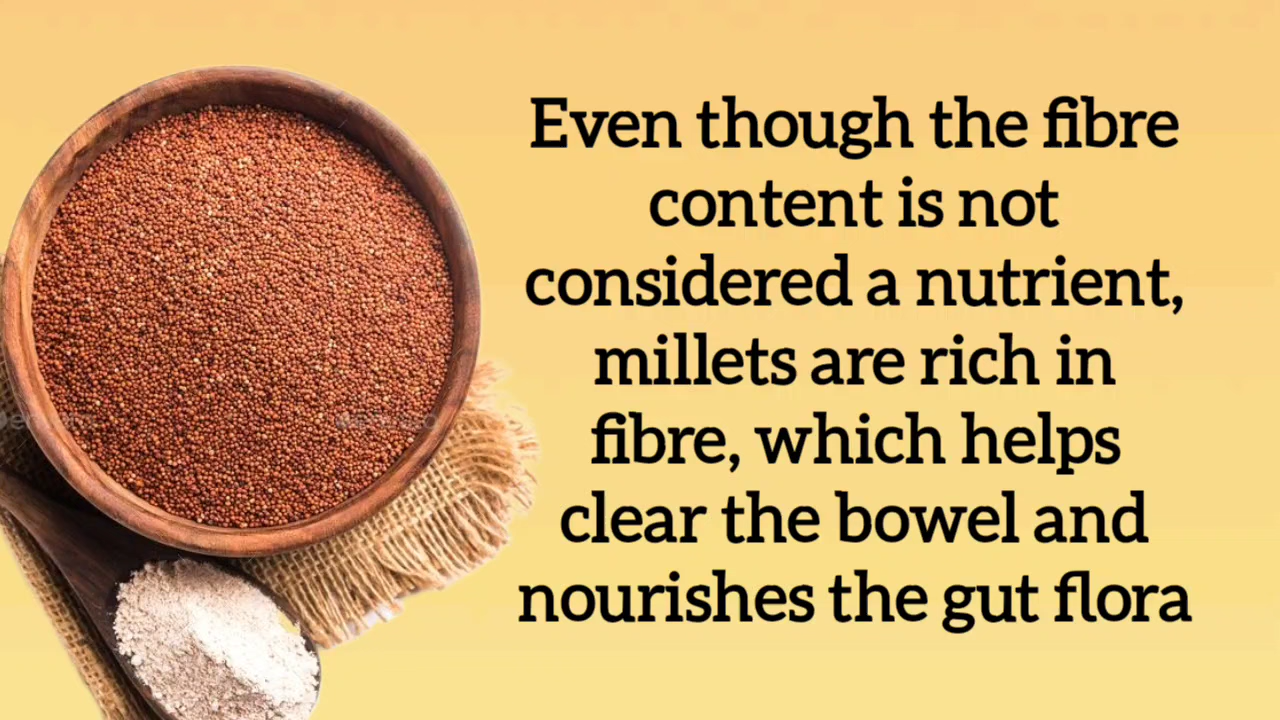 Even though the fibre
content is not
considered a nutrient,
millets are rich in
fibre, which helps
clear the bowel and
nourishes the gut flora